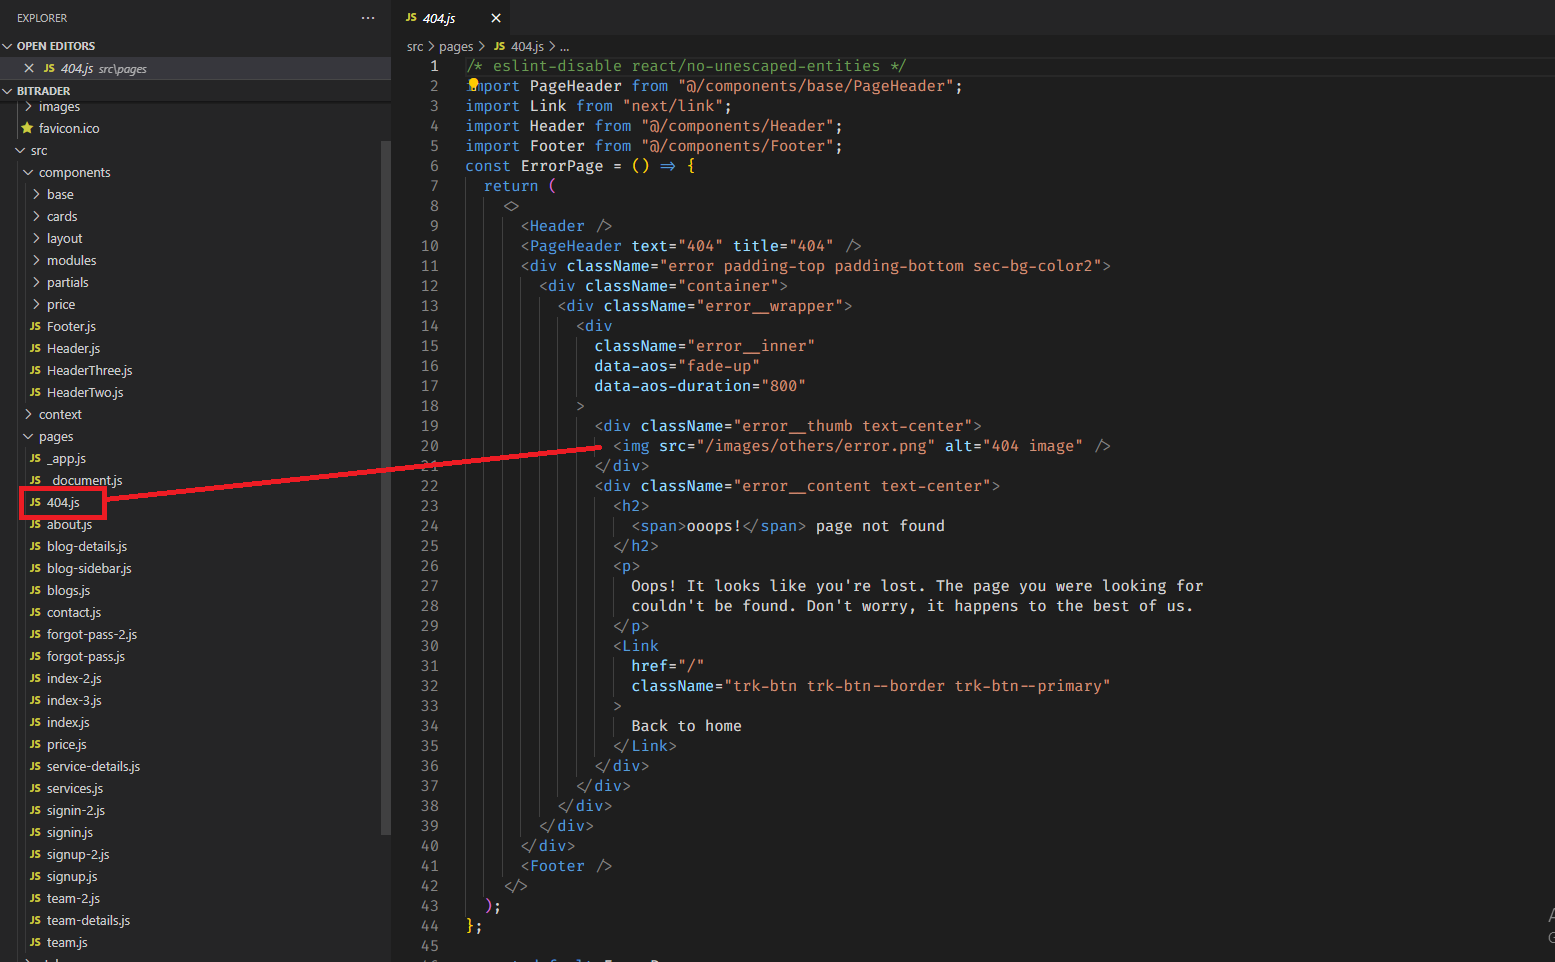 EXPLORER
···
OPEN EDITORS
JS 404.js src\pages
BITRADER
images
favicon.ico
src
components
base
cards
layout
modules
partials
price
JS Footer.js
JS Header.js
JS HeaderThree.js
JS HeaderTwo.js
context
pages
JS _app.js
JS _document.js
JS 404.js
JS about.js
JS blog-details.js
JS blog-sidebar.js
JS blogs.js
JS contact.js
JS forgot-pass-2.js
JS forgot-pass.js
JS index-2.js
JS index-3.js
JS index.js
JS price.js
JS service-details.js
JS services.js
JS signin-2.js
JS signin.js
JS signup-2.js
JS signup.js
JS team-2.js
JS team-details.js
JS team.js
JS 404.js
src > pages > JS 404.js > ...
1 /* eslint-disable react/no-unescaped-entities */
2 import PageHeader from "@/components/base/PageHeader";
3 import Link from "next/link";
4 import Header from "@/components/Header";
5 import Footer from "@/components/Footer";
6 const ErrorPage = () => {
7 return (
8 <>
9 <Header />
10 <PageHeader text="404" title="404" />
11 <div className="error padding-top padding-bottom sec-bg-color2">
12 <div className="container">
13 <div className="error__wrapper">
14 <div
15 className="error__inner"
16 data-aos="fade-up"
17 data-aos-duration="800"
18 >
19 <div className="error__thumb text-center">
20 <img src="/images/others/error.png" alt="404 image" />
21 </div>
22 <div className="error__content text-center">
23 <h2>
24 <span>ooops!</span> page not found
25 </h2>
26 <p>
27 Oops! It looks like you're lost. The page you were looking for
28 couldn't be found. Don't worry, it happens to the best of us.
29 </p>
30 <Link
31 href="/"
32 className="trk-btn trk-btn--border trk-btn--primary"
33 >
34 Back to home
35 </Link>
36 </div>
37 </div>
38 </div>
39 </div>
40 </div>
41 <Footer />
42 </>
43 );
44 };
45